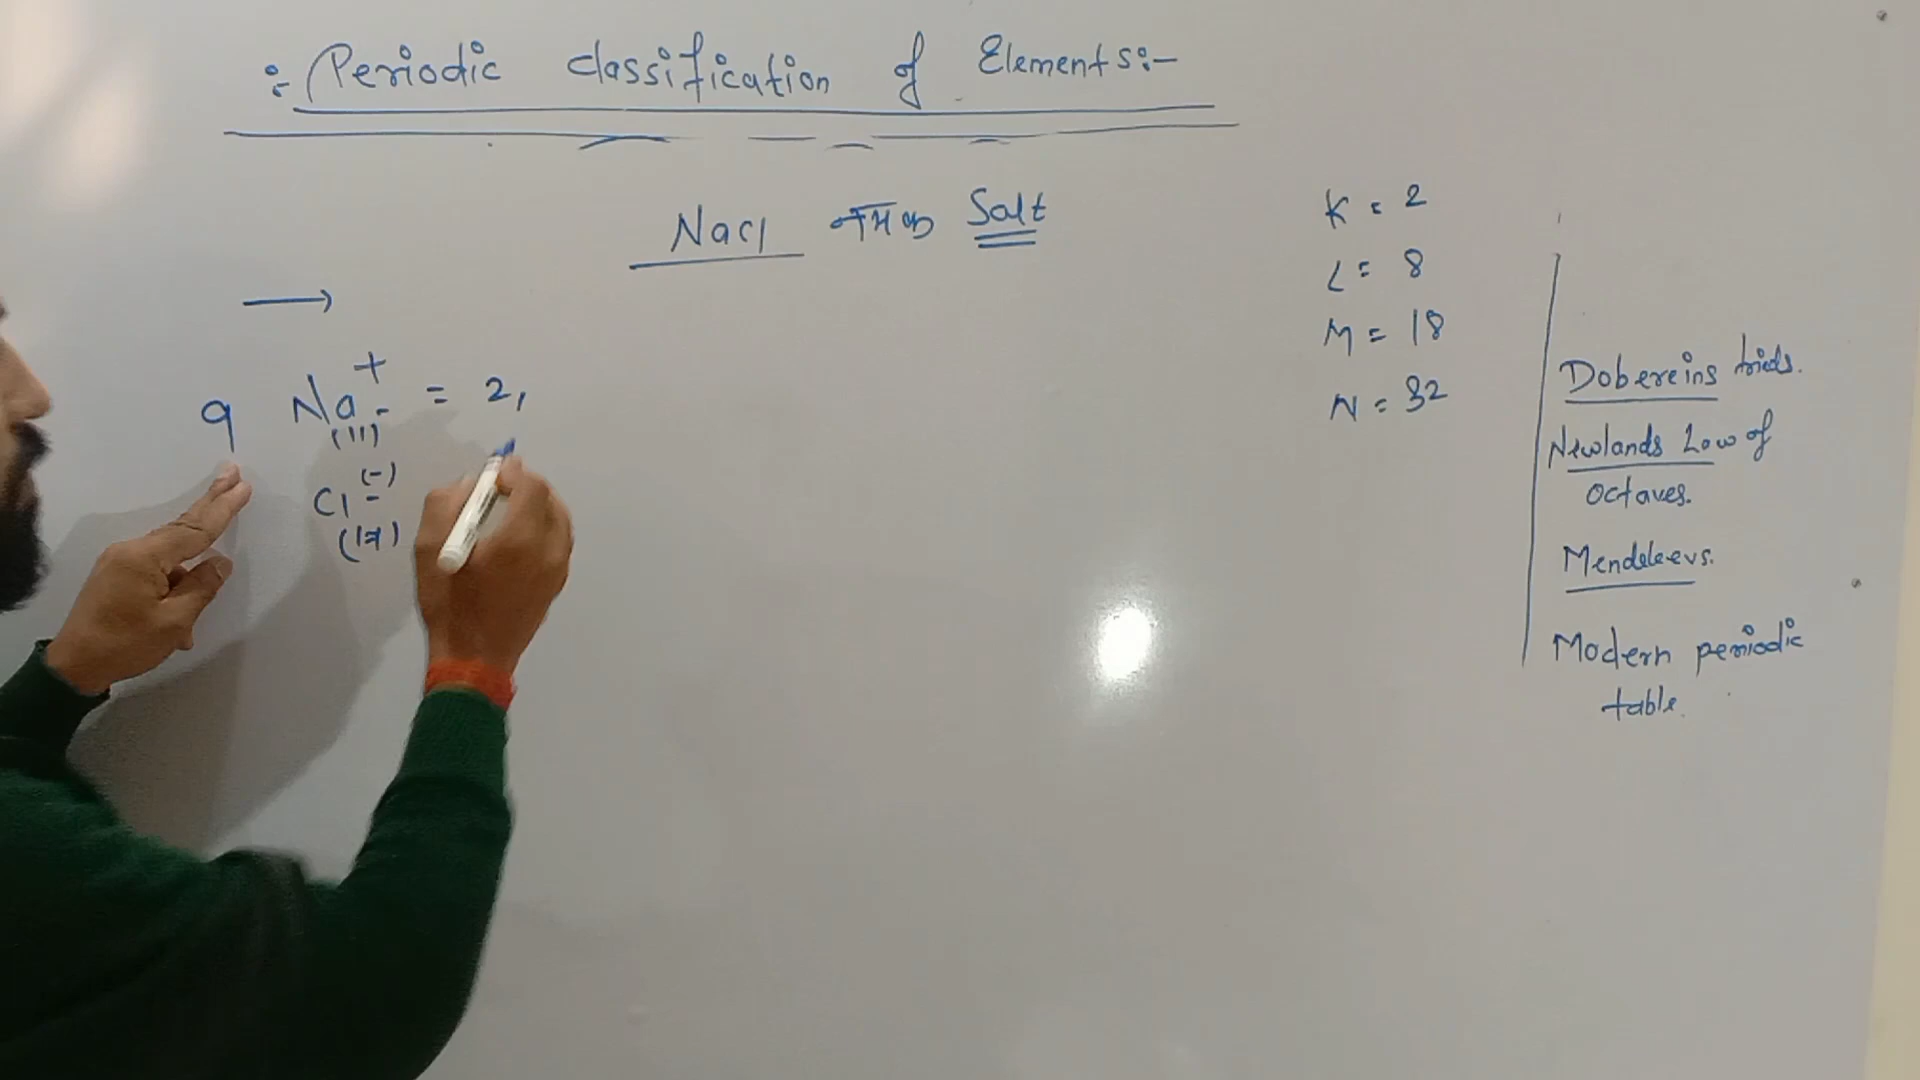 :- Periodic classification of Elements:-
NaCl नमक Salt
K = 2
L = 8
M = 18
N = 32
9 Na+ = 2,
(11)
Cl (-)
(17)
Dobereins triads.
Newlands Law of
Octaves.
Mendeleevs.
Modern periodic
table.